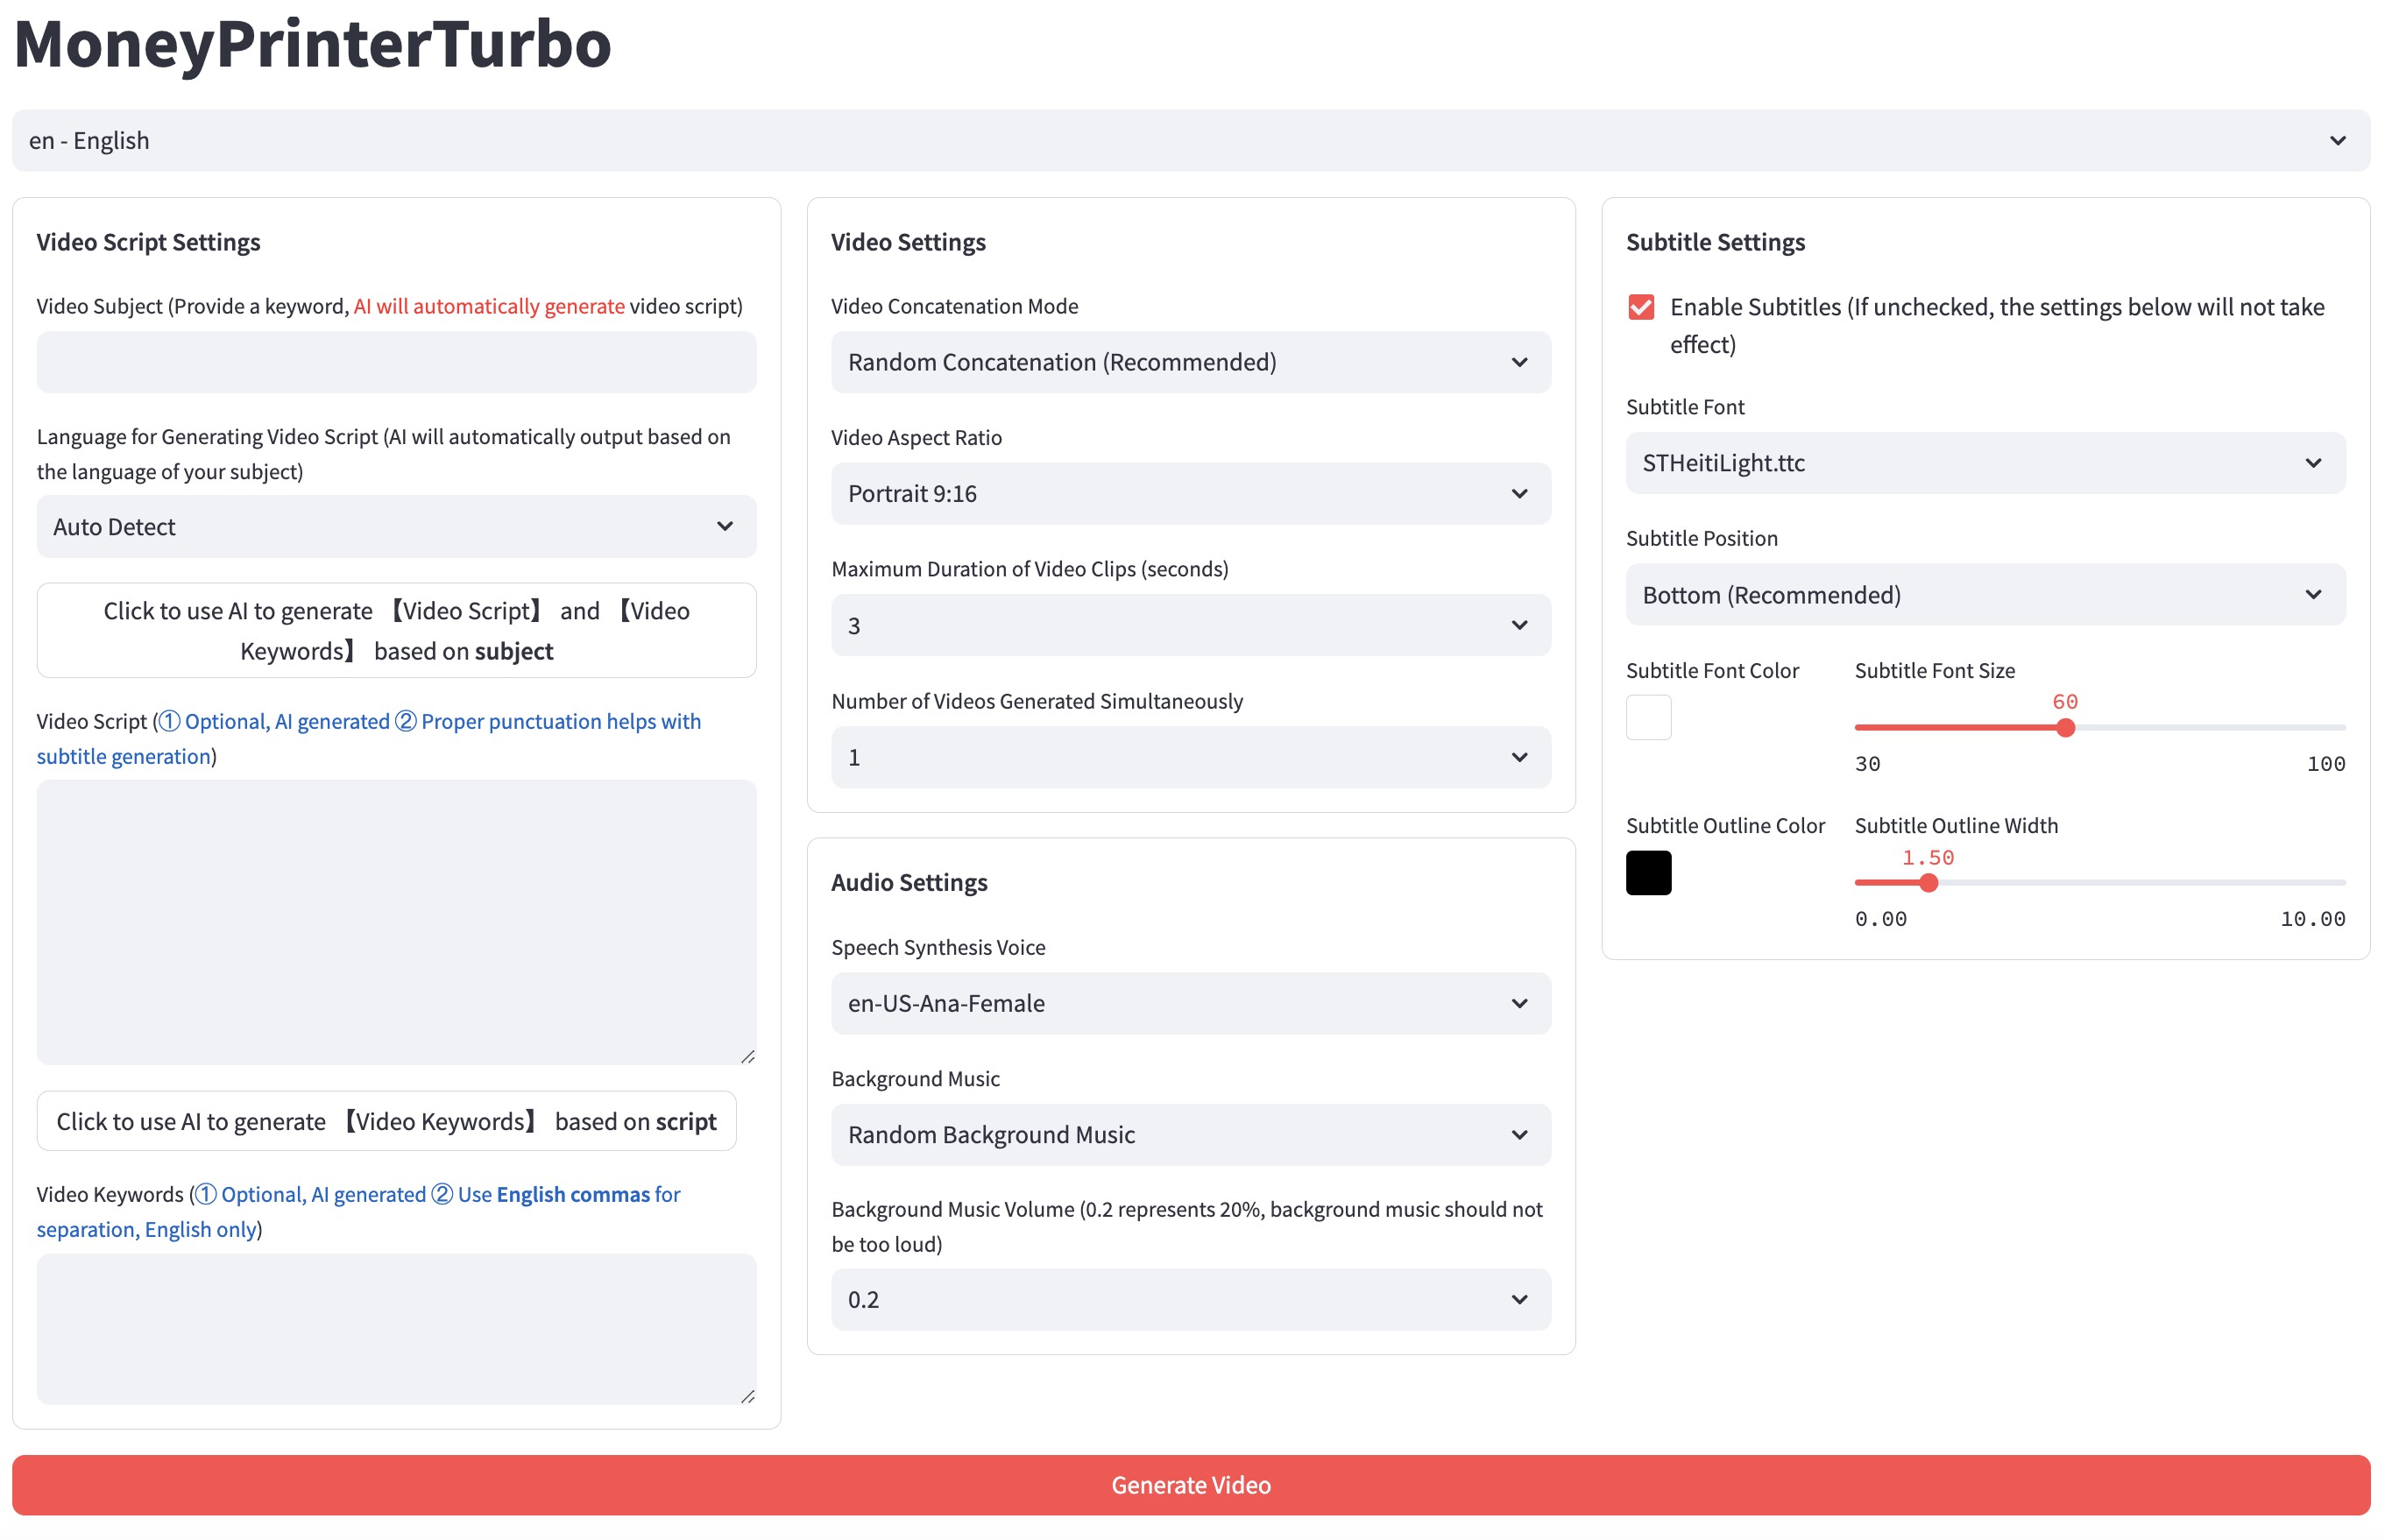 MoneyPrinterTurbo
en - English
Video Script Settings
Video Subject (Provide a keyword, AI will automatically generate video script)
Language for Generating Video Script (AI will automatically output based on
the language of your subject)
Auto Detect
Click to use AI to generate 【Video Script】 and 【Video
Keywords】 based on subject
Video Script (① Optional, AI generated ② Proper punctuation helps with
subtitle generation)
Click to use AI to generate 【Video Keywords】 based on script
Video Keywords (① Optional, AI generated ② Use English commas for
separation, English only)
Video Settings
Video Concatenation Mode
Random Concatenation (Recommended)
Video Aspect Ratio
Portrait 9:16
Maximum Duration of Video Clips (seconds)
3
Number of Videos Generated Simultaneously
1
Audio Settings
Speech Synthesis Voice
en-US-Ana-Female
Background Music
Random Background Music
Background Music Volume (0.2 represents 20%, background music should not
be too loud)
0.2
Subtitle Settings
Enable Subtitles (If unchecked, the settings below will not take
effect)
Subtitle Font
STHeitiLight.ttc
Subtitle Position
Bottom (Recommended)
Subtitle Font Color
Subtitle Font Size
60
30 100
Subtitle Outline Color
Subtitle Outline Width
1.50
0.00 10.00
Generate Video